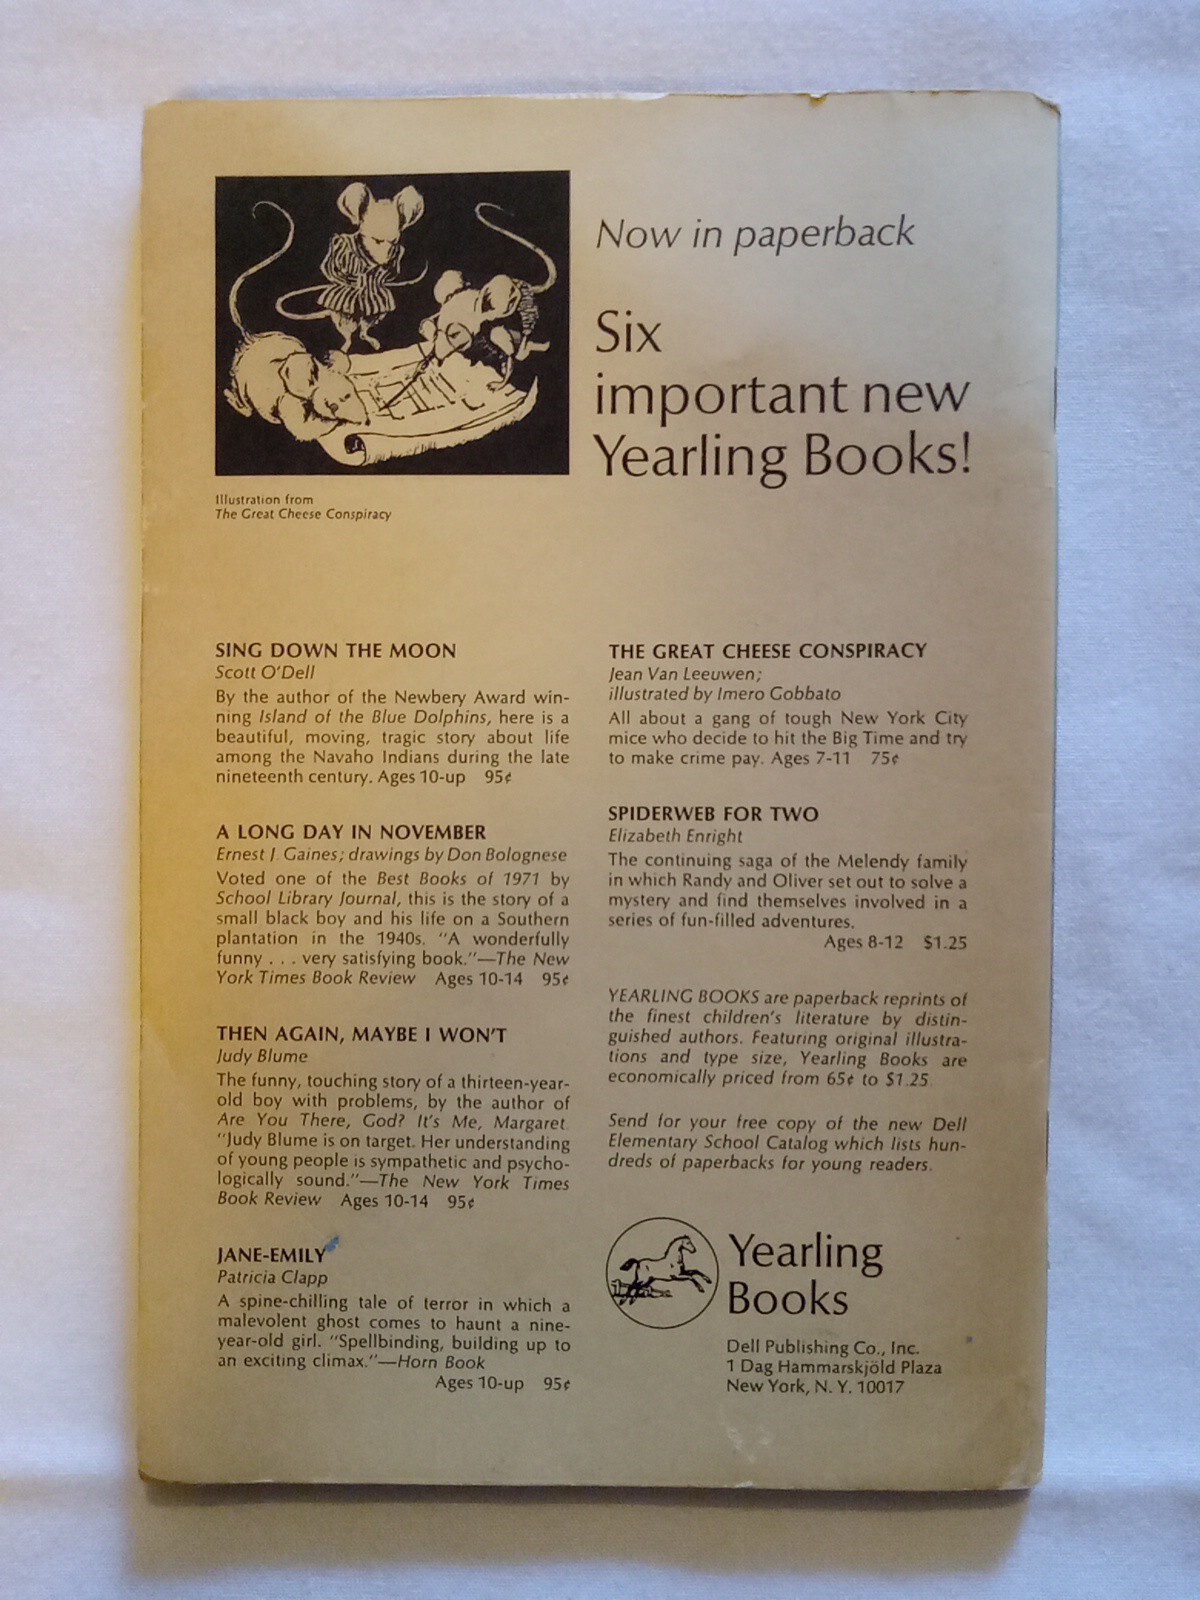 Now in paperback
Six
important new
Yearling Books!
Illustration from
The Great Cheese Conspiracy
SING DOWN THE MOON
Scott O'Dell
By the author of the Newbery Award win-
ning Island of the Blue Dolphins, here is a
beautiful, moving, tragic story about life
among the Navaho Indians during the late
nineteenth century. Ages 10-up 95¢
A LONG DAY IN NOVEMBER
Ernest J. Gaines; drawings by Don Bolognese
Voted one of the Best Books of 1971 by
School Library Journal, this is the story of a
small black boy and his life on a Southern
plantation in the 1940s. "A wonderfully
funny . . . very satisfying book."—The New
York Times Book Review Ages 10-14 95¢
THEN AGAIN, MAYBE I WON'T
Judy Blume
The funny, touching story of a thirteen-year-
old boy with problems, by the author of
Are You There, God? It's Me, Margaret.
"Judy Blume is on target. Her understanding
of young people is sympathetic and psycho-
logically sound."—The New York Times
Book Review Ages 10-14 95¢
JANE-EMILY
Patricia Clapp
A spine-chilling tale of terror in which a
malevolent ghost comes to haunt a nine-
year-old girl. "Spellbinding, building up to
an exciting climax."—Horn Book
Ages 10-up 95¢
THE GREAT CHEESE CONSPIRACY
Jean Van Leeuwen;
illustrated by Imero Gobbato
All about a gang of tough New York City
mice who decide to hit the Big Time and try
to make crime pay. Ages 7-11 75¢
SPIDERWEB FOR TWO
Elizabeth Enright
The continuing saga of the Melendy family
in which Randy and Oliver set out to solve a
mystery and find themselves involved in a
series of fun-filled adventures.
Ages 8-12 $1.25
YEARLING BOOKS are paperback reprints of
the finest children's literature by distin-
guished authors. Featuring original illustra-
tions and type size, Yearling Books are
economically priced from 65¢ to $1.25.
Send for your free copy of the new Dell
Elementary School Catalog which lists hun-
dreds of paperbacks for young readers.
Yearling
Books
Dell Publishing Co., Inc.
1 Dag Hammarskjöld Plaza
New York, N. Y. 10017